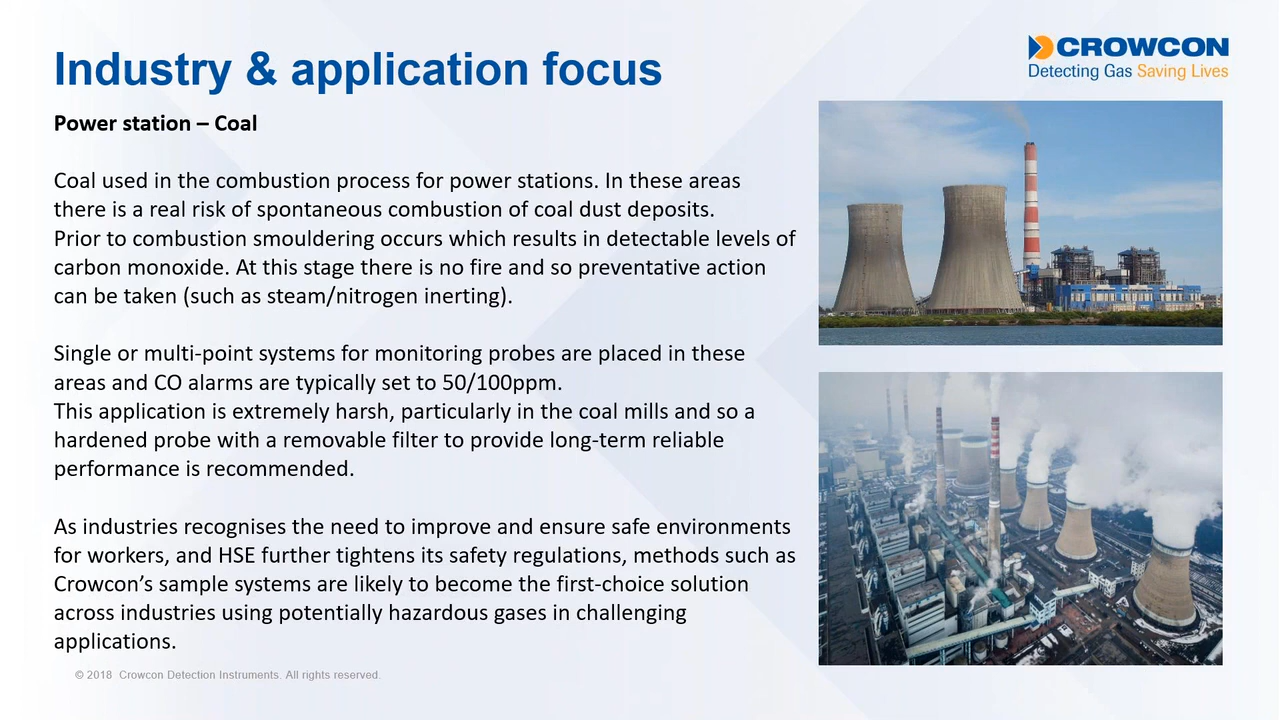 Industry & application focus
CROWCON
Detecting Gas Saving Lives
Power station – Coal
Coal used in the combustion process for power stations. In these areas
there is a real risk of spontaneous combustion of coal dust deposits.
Prior to combustion smouldering occurs which results in detectable levels of
carbon monoxide. At this stage there is no fire and so preventative action
can be taken (such as steam/nitrogen inerting).
Single or multi-point systems for monitoring probes are placed in these
areas and CO alarms are typically set to 50/100ppm.
This application is extremely harsh, particularly in the coal mills and so a
hardened probe with a removable filter to provide long-term reliable
performance is recommended.
As industries recognises the need to improve and ensure safe environments
for workers, and HSE further tightens its safety regulations, methods such as
Crowcon’s sample systems are likely to become the first-choice solution
across industries using potentially hazardous gases in challenging
applications.
© 2018 Crowcon Detection Instruments. All rights reserved.